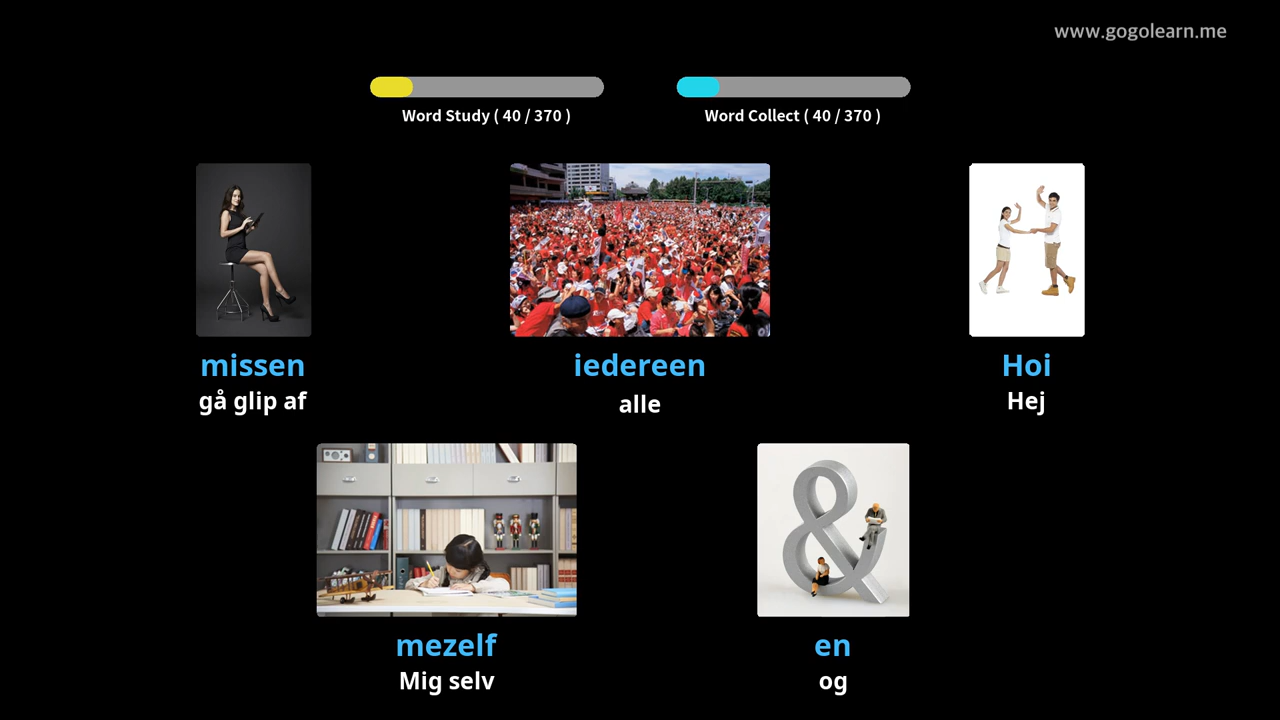 www.gogolearn.me
Word Study ( 40 / 370 )
Word Collect ( 40 / 370 )
missen
gå glip af
iedereen
alle
Hoi
Hej
mezelf
Mig selv
en
og